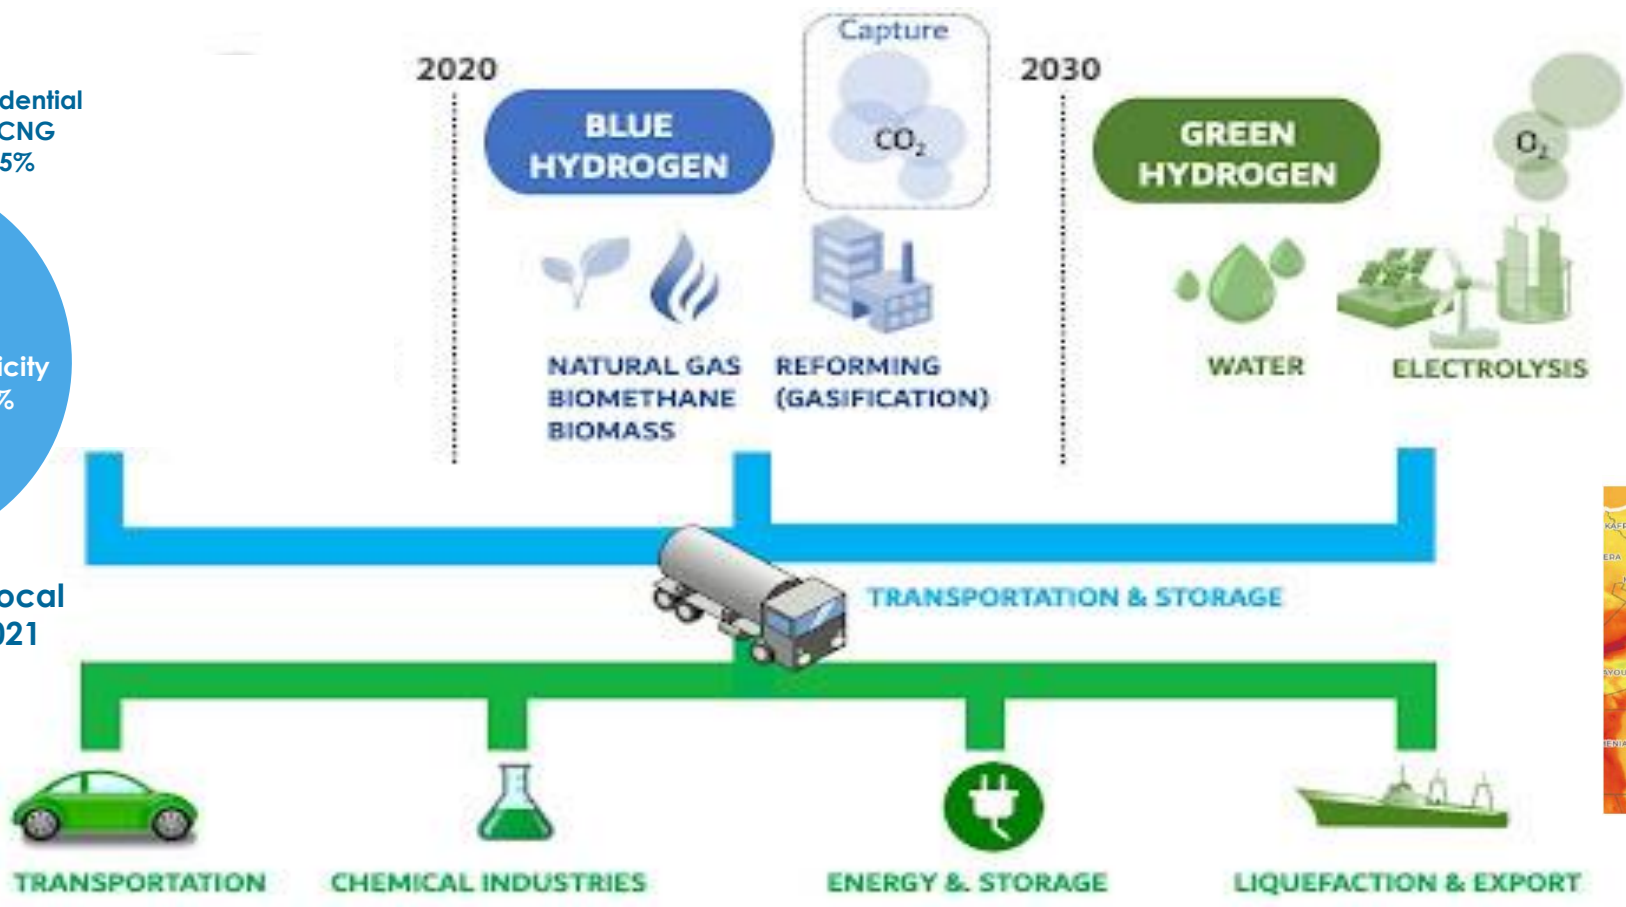 dential
CNG
5%
icity
%
ocal
021
2020
BLUE
HYDROGEN
Capture
CO₂
NATURAL GAS
BIOMETHANE
BIOMASS
REFORMING
(GASIFICATION)
2030
GREEN
HYDROGEN
O₂
WATER
ELECTROLYSIS
TRANSPORTATION & STORAGE
TRANSPORTATION
CHEMICAL INDUSTRIES
ENERGY &. STORAGE
LIQUEFACTION & EXPORT